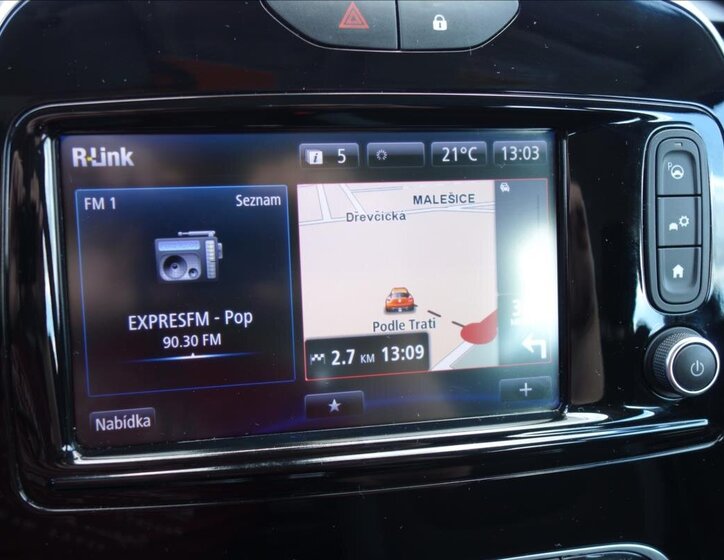 R-Link
5
21°C
13:03
FM 1
Seznam
EXPRESFM - Pop
90.30 FM
MALEŠICE
Dřevčická
Podle Trati
2.7 KM 13:09
Nabídka